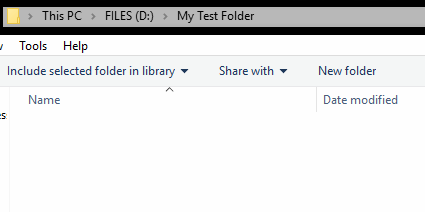 This PC > FILES (D:) > My Test Folder
Tools Help
Include selected folder in library Share with New folder
Name Date modified